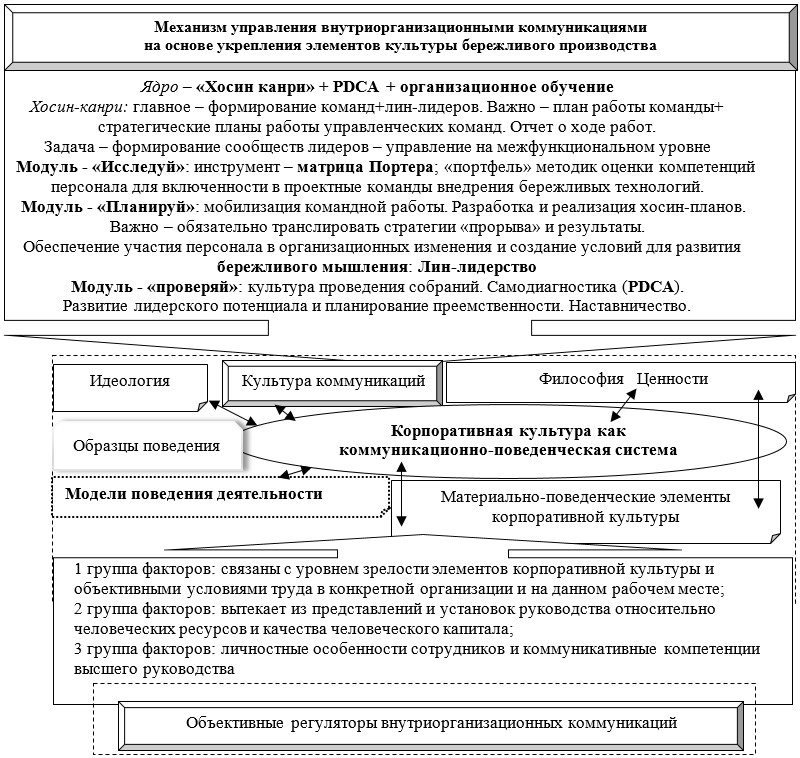 Механизм управления внутриорганизационными коммуникациями
на основе укрепления элементов культуры бережливого производства
Ядро – «Хосин канри» + PDCA + организационное обучение
Хосин-канри: главное – формирование команд+лин-лидеров. Важно – план работы команды+
стратегические планы работы управленческих команд. Отчет о ходе работ.
Задача – формирование сообществ лидеров – управление на межфункциональном уровне
Модуль - «Исследуй»: инструмент – матрица Портера; «портфель» методик оценки компетенций
персонала для включенности в проектные команды внедрения бережливых технологий.
Модуль - «Планируй»: мобилизация командной работы. Разработка и реализация хосин-планов.
Важно – обязательно транслировать стратегии «прорыва» и результаты.
Обеспечение участия персонала в организационных изменения и создание условий для развития
бережливого мышления: Лин-лидерство
Модуль - «проверяй»: культура проведения собраний. Самодиагностика (PDCA).
Развитие лидерского потенциала и планирование преемственности. Наставничество.
Идеология
Культура коммуникаций
Философия Ценности
Образцы поведения
Корпоративная культура как
коммуникационно-поведенческая система
Модели поведения деятельности
Материально-поведенческие элементы
корпоративной культуры
1 группа факторов: связаны с уровнем зрелости элементов корпоративной культуры и
объективными условиями труда в конкретной организации и на данном рабочем месте;
2 группа факторов: вытекает из представлений и установок руководства относительно
человеческих ресурсов и качества человеческого капитала;
3 группа факторов: личностные особенности сотрудников и коммуникативные компетенции
высшего руководства
Объективные регуляторы внутриорганизационных коммуникаций